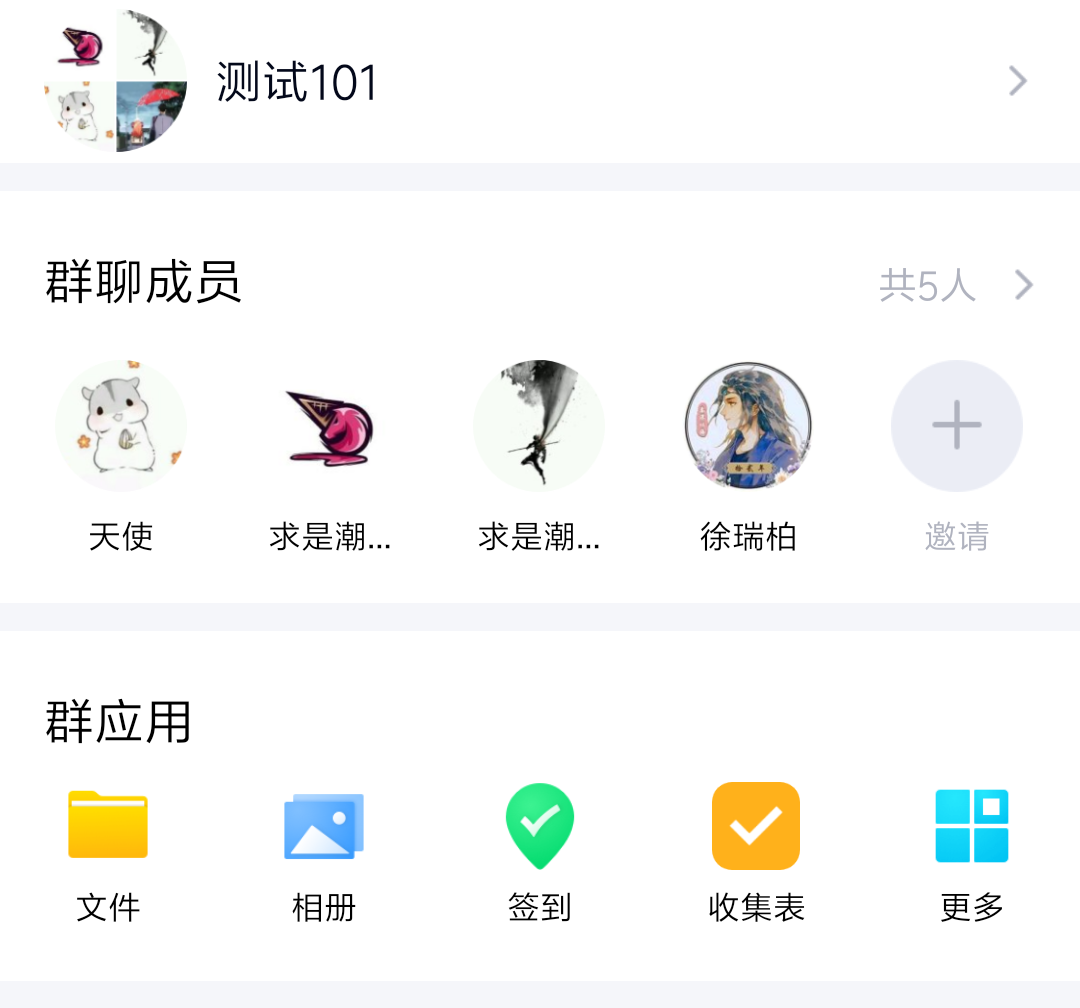 测试101
群聊成员
共5人
天使
求是潮...
求是潮...
徐瑞柏
邀请
群应用
文件
相册
签到
收集表
更多